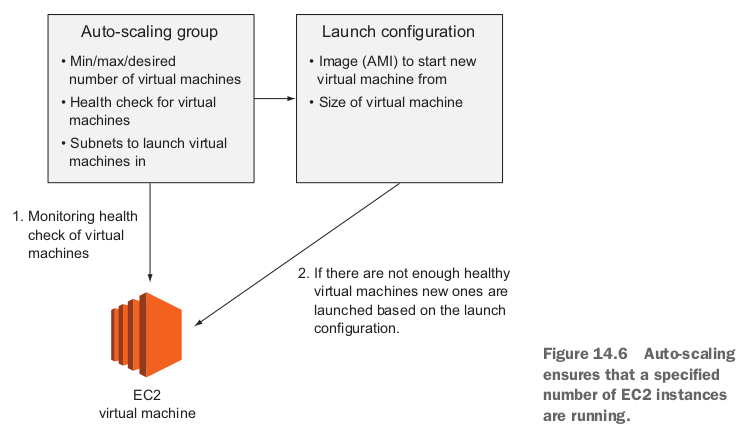 Auto-scaling group
• Min/max/desired
number of virtual machines
• Health check for virtual
machines
• Subnets to launch virtual
machines in
Launch configuration
• Image (AMI) to start new
virtual machine from
• Size of virtual machine
1. Monitoring health
check of virtual
machines
2. If there are not enough healthy
virtual machines new ones are
launched based on the launch
configuration.
EC2
virtual machine
Figure 14.6 Auto-scaling
ensures that a specified
number of EC2 instances
are running.